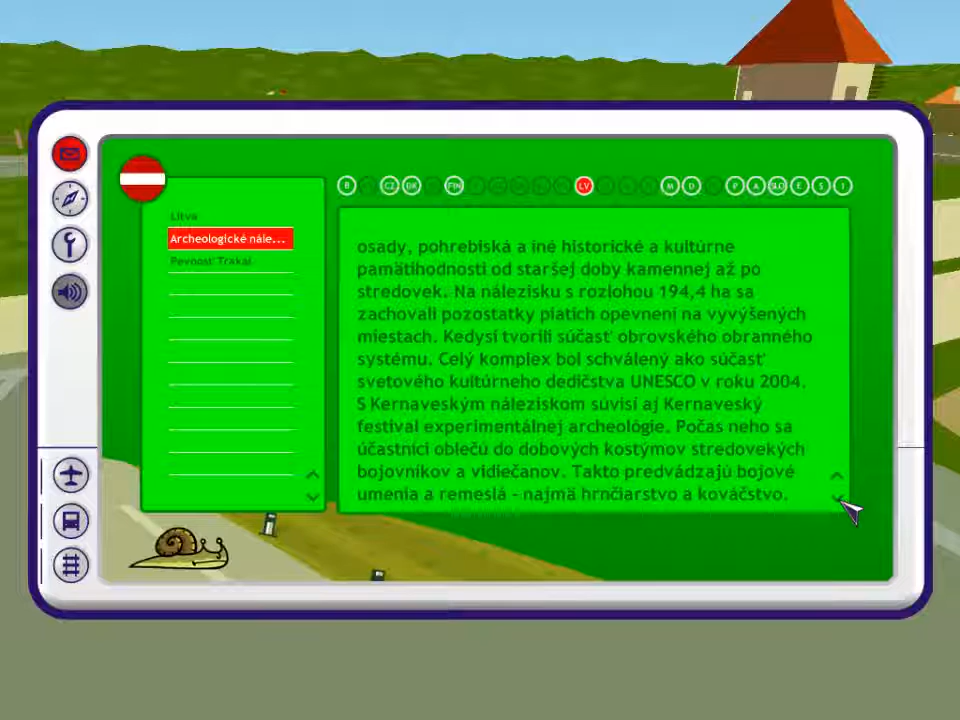 B CZ DK FIN LV M D P A SLO E S I
Litva
Archeologické nále...
Pevnosť Trakai
osady, pohrebiská a iné historické a kultúrne
pamätihodnosti od staršej doby kamennej až po
stredovek. Na nálezisku s rozlohou 194,4 ha sa
zachovali pozostatky piatich opevnení na vyvýšených
miestach. Kedysi tvorili súčasť obrovského obranného
systému. Celý komplex bol schválený ako súčasť
svetového kultúrneho dedičstva UNESCO v roku 2004.
S Kernaveským náleziskom súvisí aj Kernaveský
festival experimentálnej archeológie. Počas neho sa
účastníci oblečú do dobových kostýmov stredovekých
bojovníkov a vidiečanov. Takto predvádzajú bojové
umenia a remeslá - najmä hrnčiarstvo a kováčstvo.